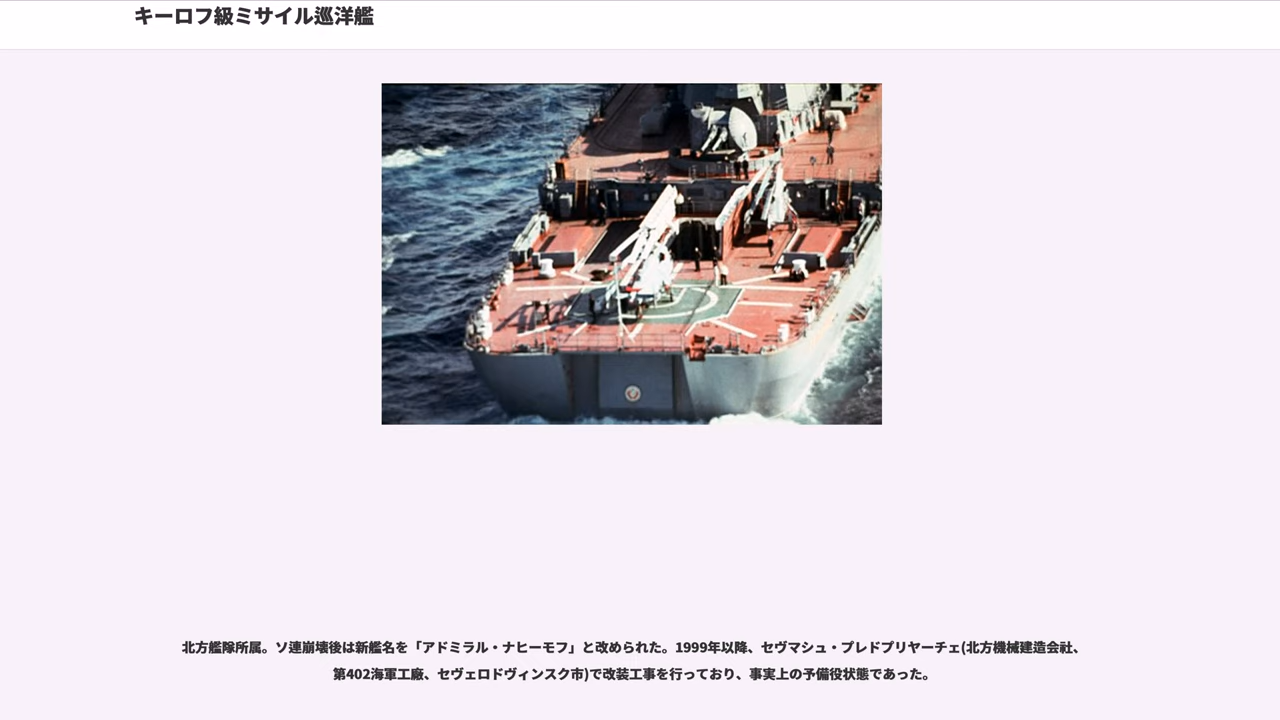 キーロフ級ミサイル巡洋艦
北方艦隊所属。ソ連崩壊後は新艦名を「アドミラル・ナヒーモフ」と改められた。1999年以降、セヴマシュ・プレドプリヤーチェ(北方機械建造会社、
第402海軍工廠、セヴェロドヴィンスク市)で改装工事を行っており、事実上の予備役状態であった。